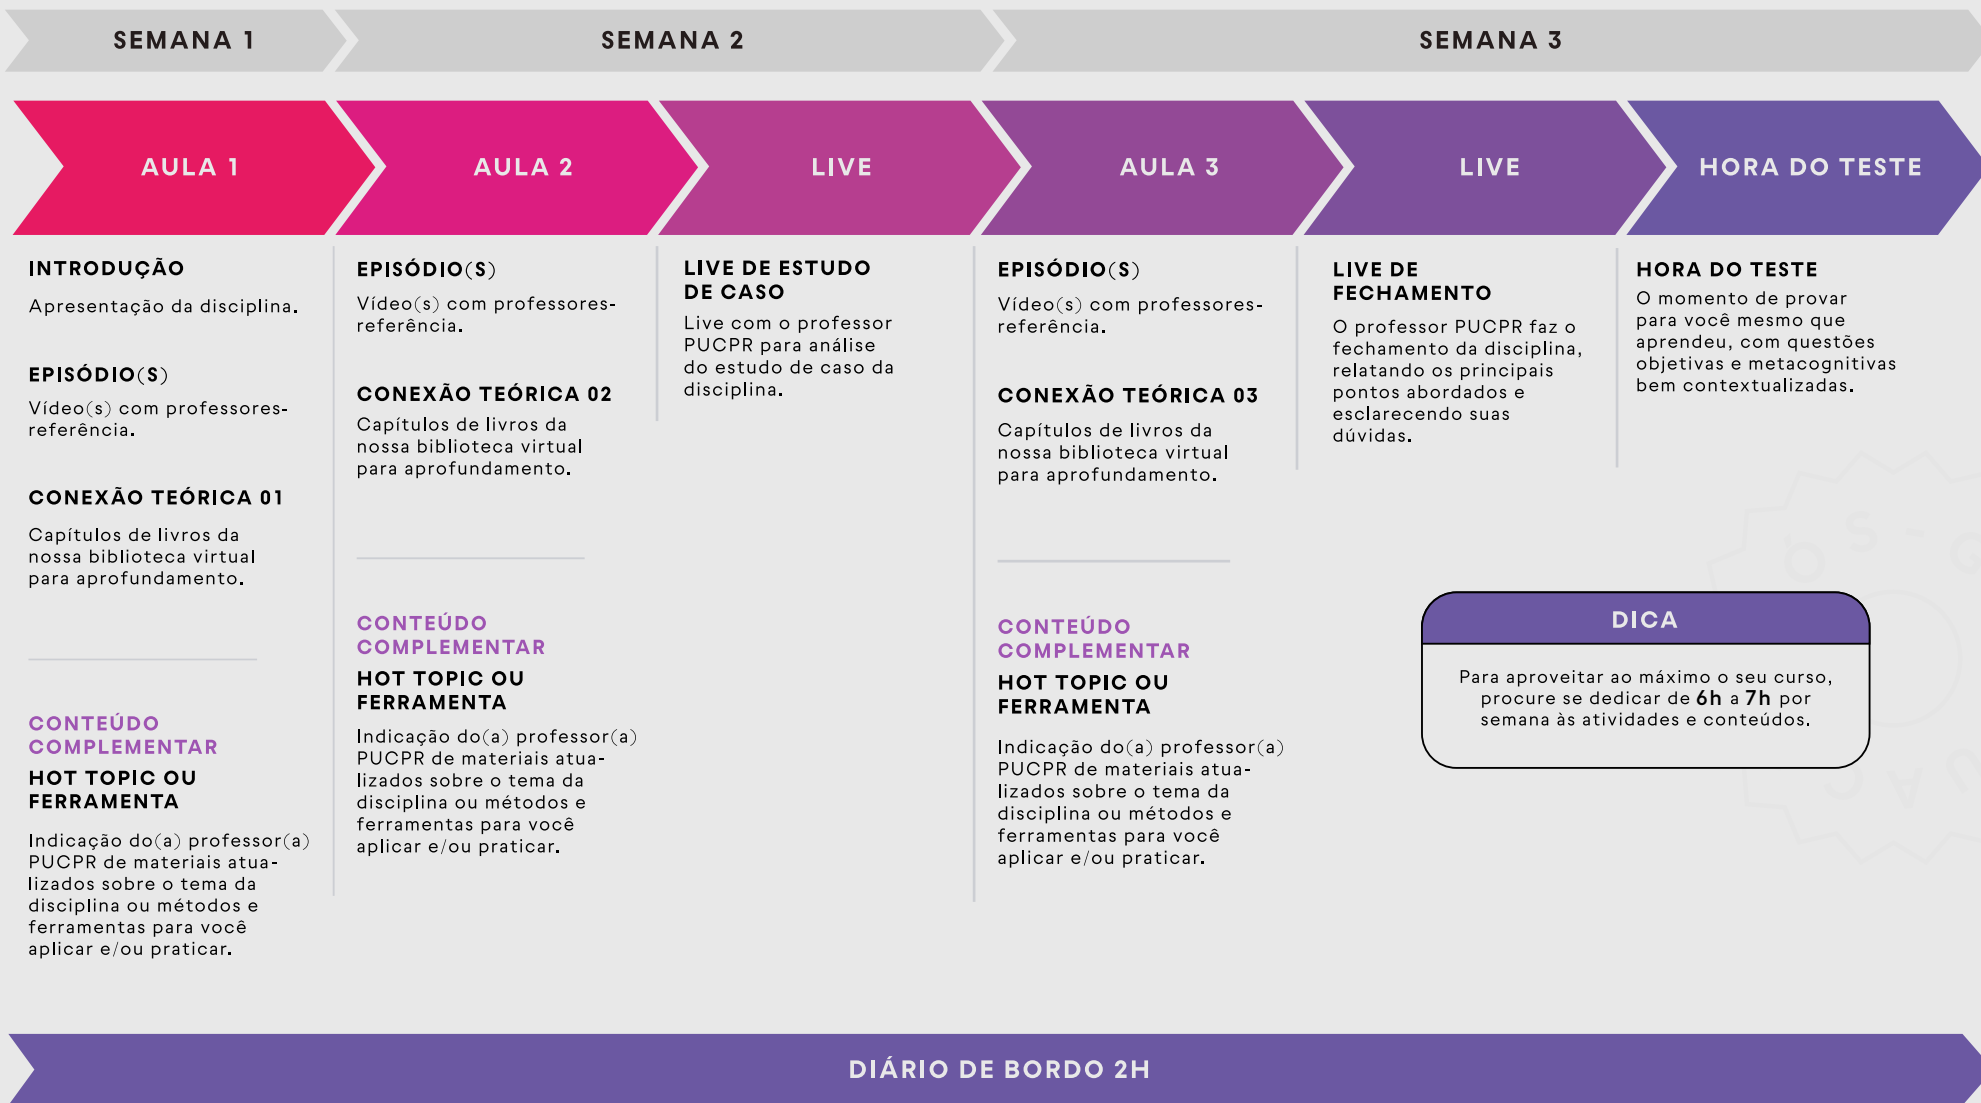 SEMANA 1
SEMANA 2
SEMANA 3
AULA 1
AULA 2
LIVE
AULA 3
LIVE
HORA DO TESTE
INTRODUÇÃO
Apresentação da disciplina.
EPISÓDIO(S)
Vídeo(s) com professores-
referência.
CONEXÃO TEÓRICA 01
Capítulos de livros da
nossa biblioteca virtual
para aprofundamento.
CONTEÚDO
COMPLEMENTAR
HOT TOPIC OU
FERRAMENTA
Indicação do(a) professor(a)
PUCPR de materiais atua-
lizados sobre o tema da
disciplina ou métodos e
ferramentas para você
aplicar e/ou praticar.
EPISÓDIO(S)
Vídeo(s) com professores-
referência.
CONEXÃO TEÓRICA 02
Capítulos de livros da
nossa biblioteca virtual
para aprofundamento.
CONTEÚDO
COMPLEMENTAR
HOT TOPIC OU
FERRAMENTA
Indicação do(a) professor(a)
PUCPR de materiais atua-
lizados sobre o tema da
disciplina ou métodos e
ferramentas para você
aplicar e/ou praticar.
LIVE DE ESTUDO
DE CASO
Live com o professor
PUCPR para análise
do estudo de caso da
disciplina.
EPISÓDIO(S)
Vídeo(s) com professores-
referência.
CONEXÃO TEÓRICA 03
Capítulos de livros da
nossa biblioteca virtual
para aprofundamento.
CONTEÚDO
COMPLEMENTAR
HOT TOPIC OU
FERRAMENTA
Indicação do(a) professor(a)
PUCPR de materiais atua-
lizados sobre o tema da
disciplina ou métodos e
ferramentas para você
aplicar e/ou praticar.
LIVE DE
FECHAMENTO
O professor PUCPR faz o
fechamento da disciplina,
relatando os principais
pontos abordados e
esclarecendo suas
dúvidas.
HORA DO TESTE
O momento de provar
para você mesmo que
aprendeu, com questões
objetivas e metacognitivas
bem contextualizadas.
DICA
Para aproveitar ao máximo o seu curso,
procure se dedicar de 6h a 7h por
semana às atividades e conteúdos.
DIÁRIO DE BORDO 2H